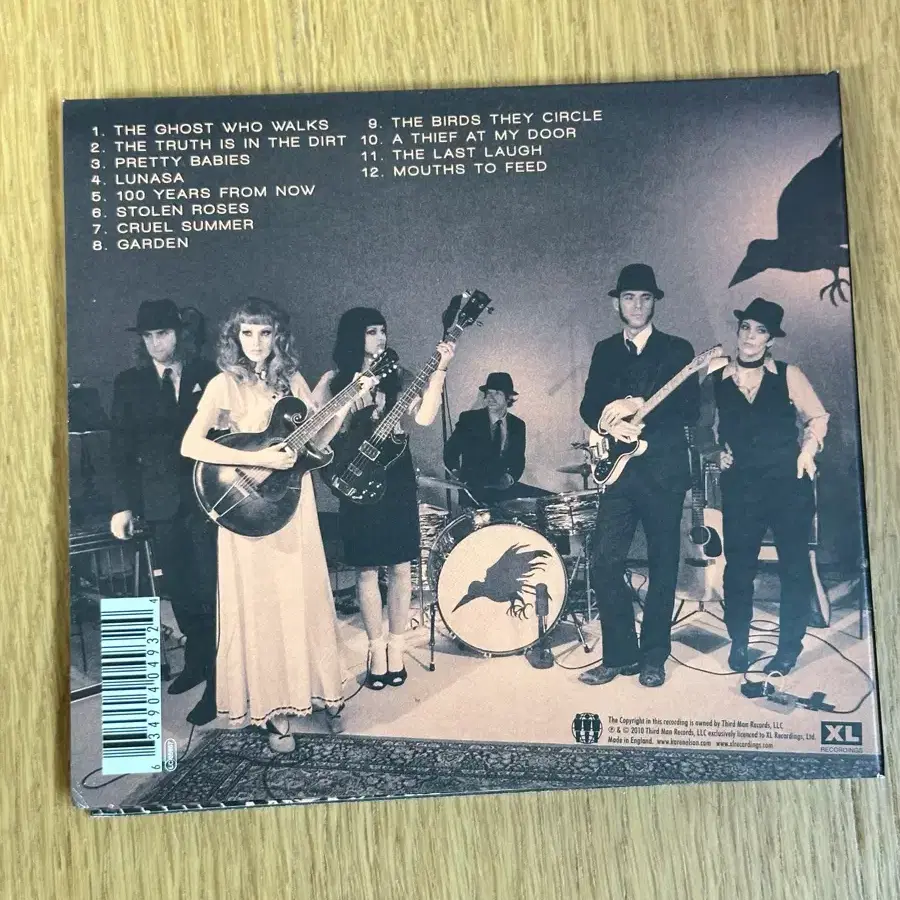 1. THE GHOST WHO WALKS
2. THE TRUTH IS IN THE DIRT
3. PRETTY BABIES
4. LUNASA
5. 100 YEARS FROM NOW
6. STOLEN ROSES
7. CRUEL SUMMER
8. GARDEN
9. THE BIRDS THEY CIRCLE
10. A THIEF AT MY DOOR
11. THE LAST LAUGH
12. MOUTHS TO FEED
6 34904 04932 4
The Copyright in this recording is owned by Third Man Records, LLC.
℗ & © 2010 Third Man Records, LLC exclusively licenced to XL Recordings, Ltd.
Made in England. www.karenelson.com www.xlrecordings.com
XL
RECORDINGS